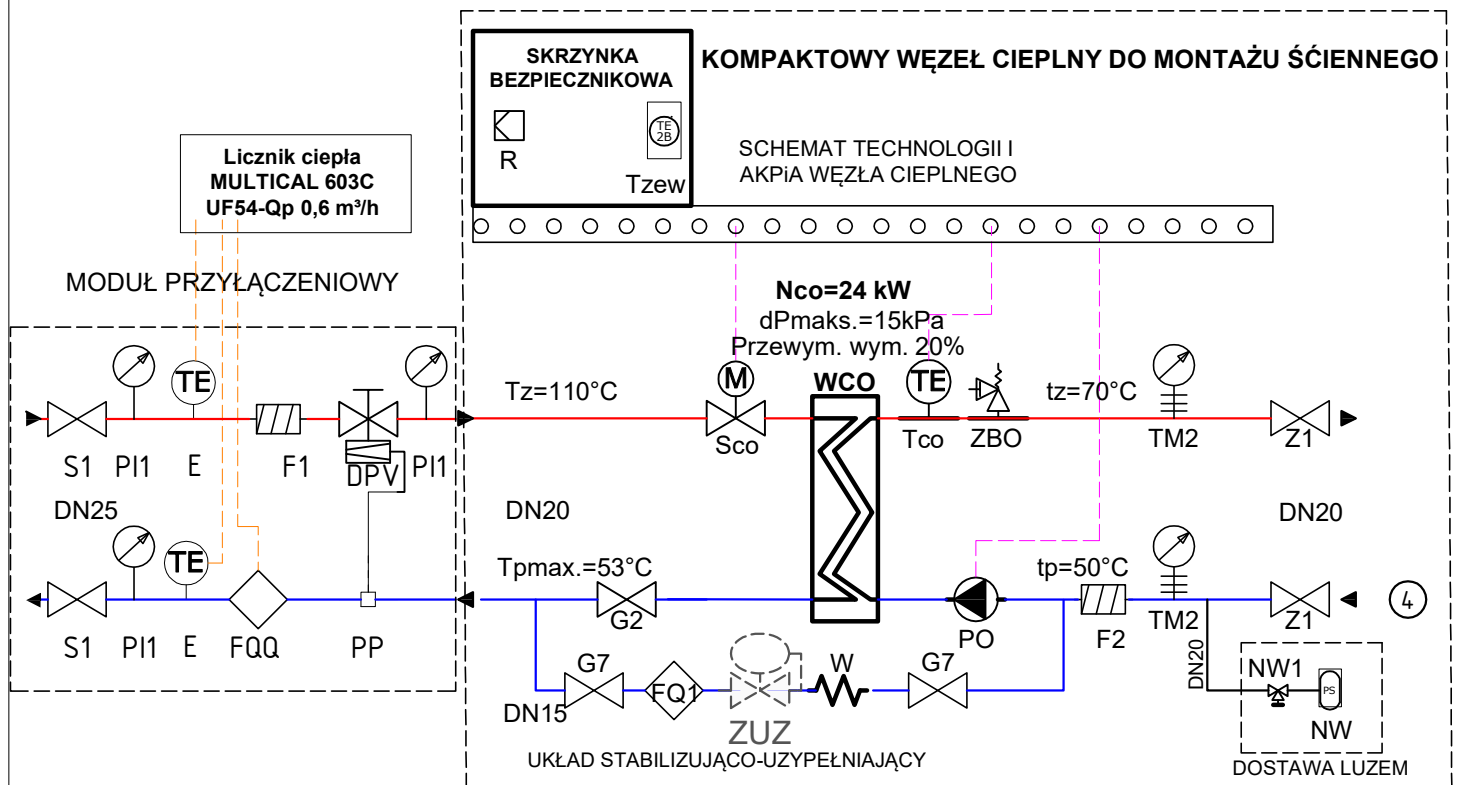 SKRZYNKA
BEZPIECZNIKOWA
KOMPAKTOWY WĘZEŁ CIEPLNY DO MONTAŻU ŚĆIENNEGO
R
TE
2B
Tzew
SCHEMAT TECHNOLOGII I
AKPiA WĘZŁA CIEPLNEGO
Licznik ciepła
MULTICAL 603C
UF54-Qp 0,6 m³/h
MODUŁ PRZYŁĄCZENIOWY
Nco=24 kW
dPmaks.=15kPa
Przewym. wym. 20%
TE
Tz=110°C
M
WCO
TE
tz=70°C
S1 PI1 E F1 DPV PI1
Sco
Tco ZBO
TM2 Z1
DN25
DN20
DN20
TE
Tpmax.=53°C
tp=50°C
S1 PI1 E FQQ PP
G2
PO
F2
TM2
Z1
4
G7
FQ1
W
G7
DN15
ZUZ
DN20
NW1
PS
NW
UKŁAD STABILIZUJĄCO-UZYPEŁNIAJĄCY
DOSTAWA LUZEM